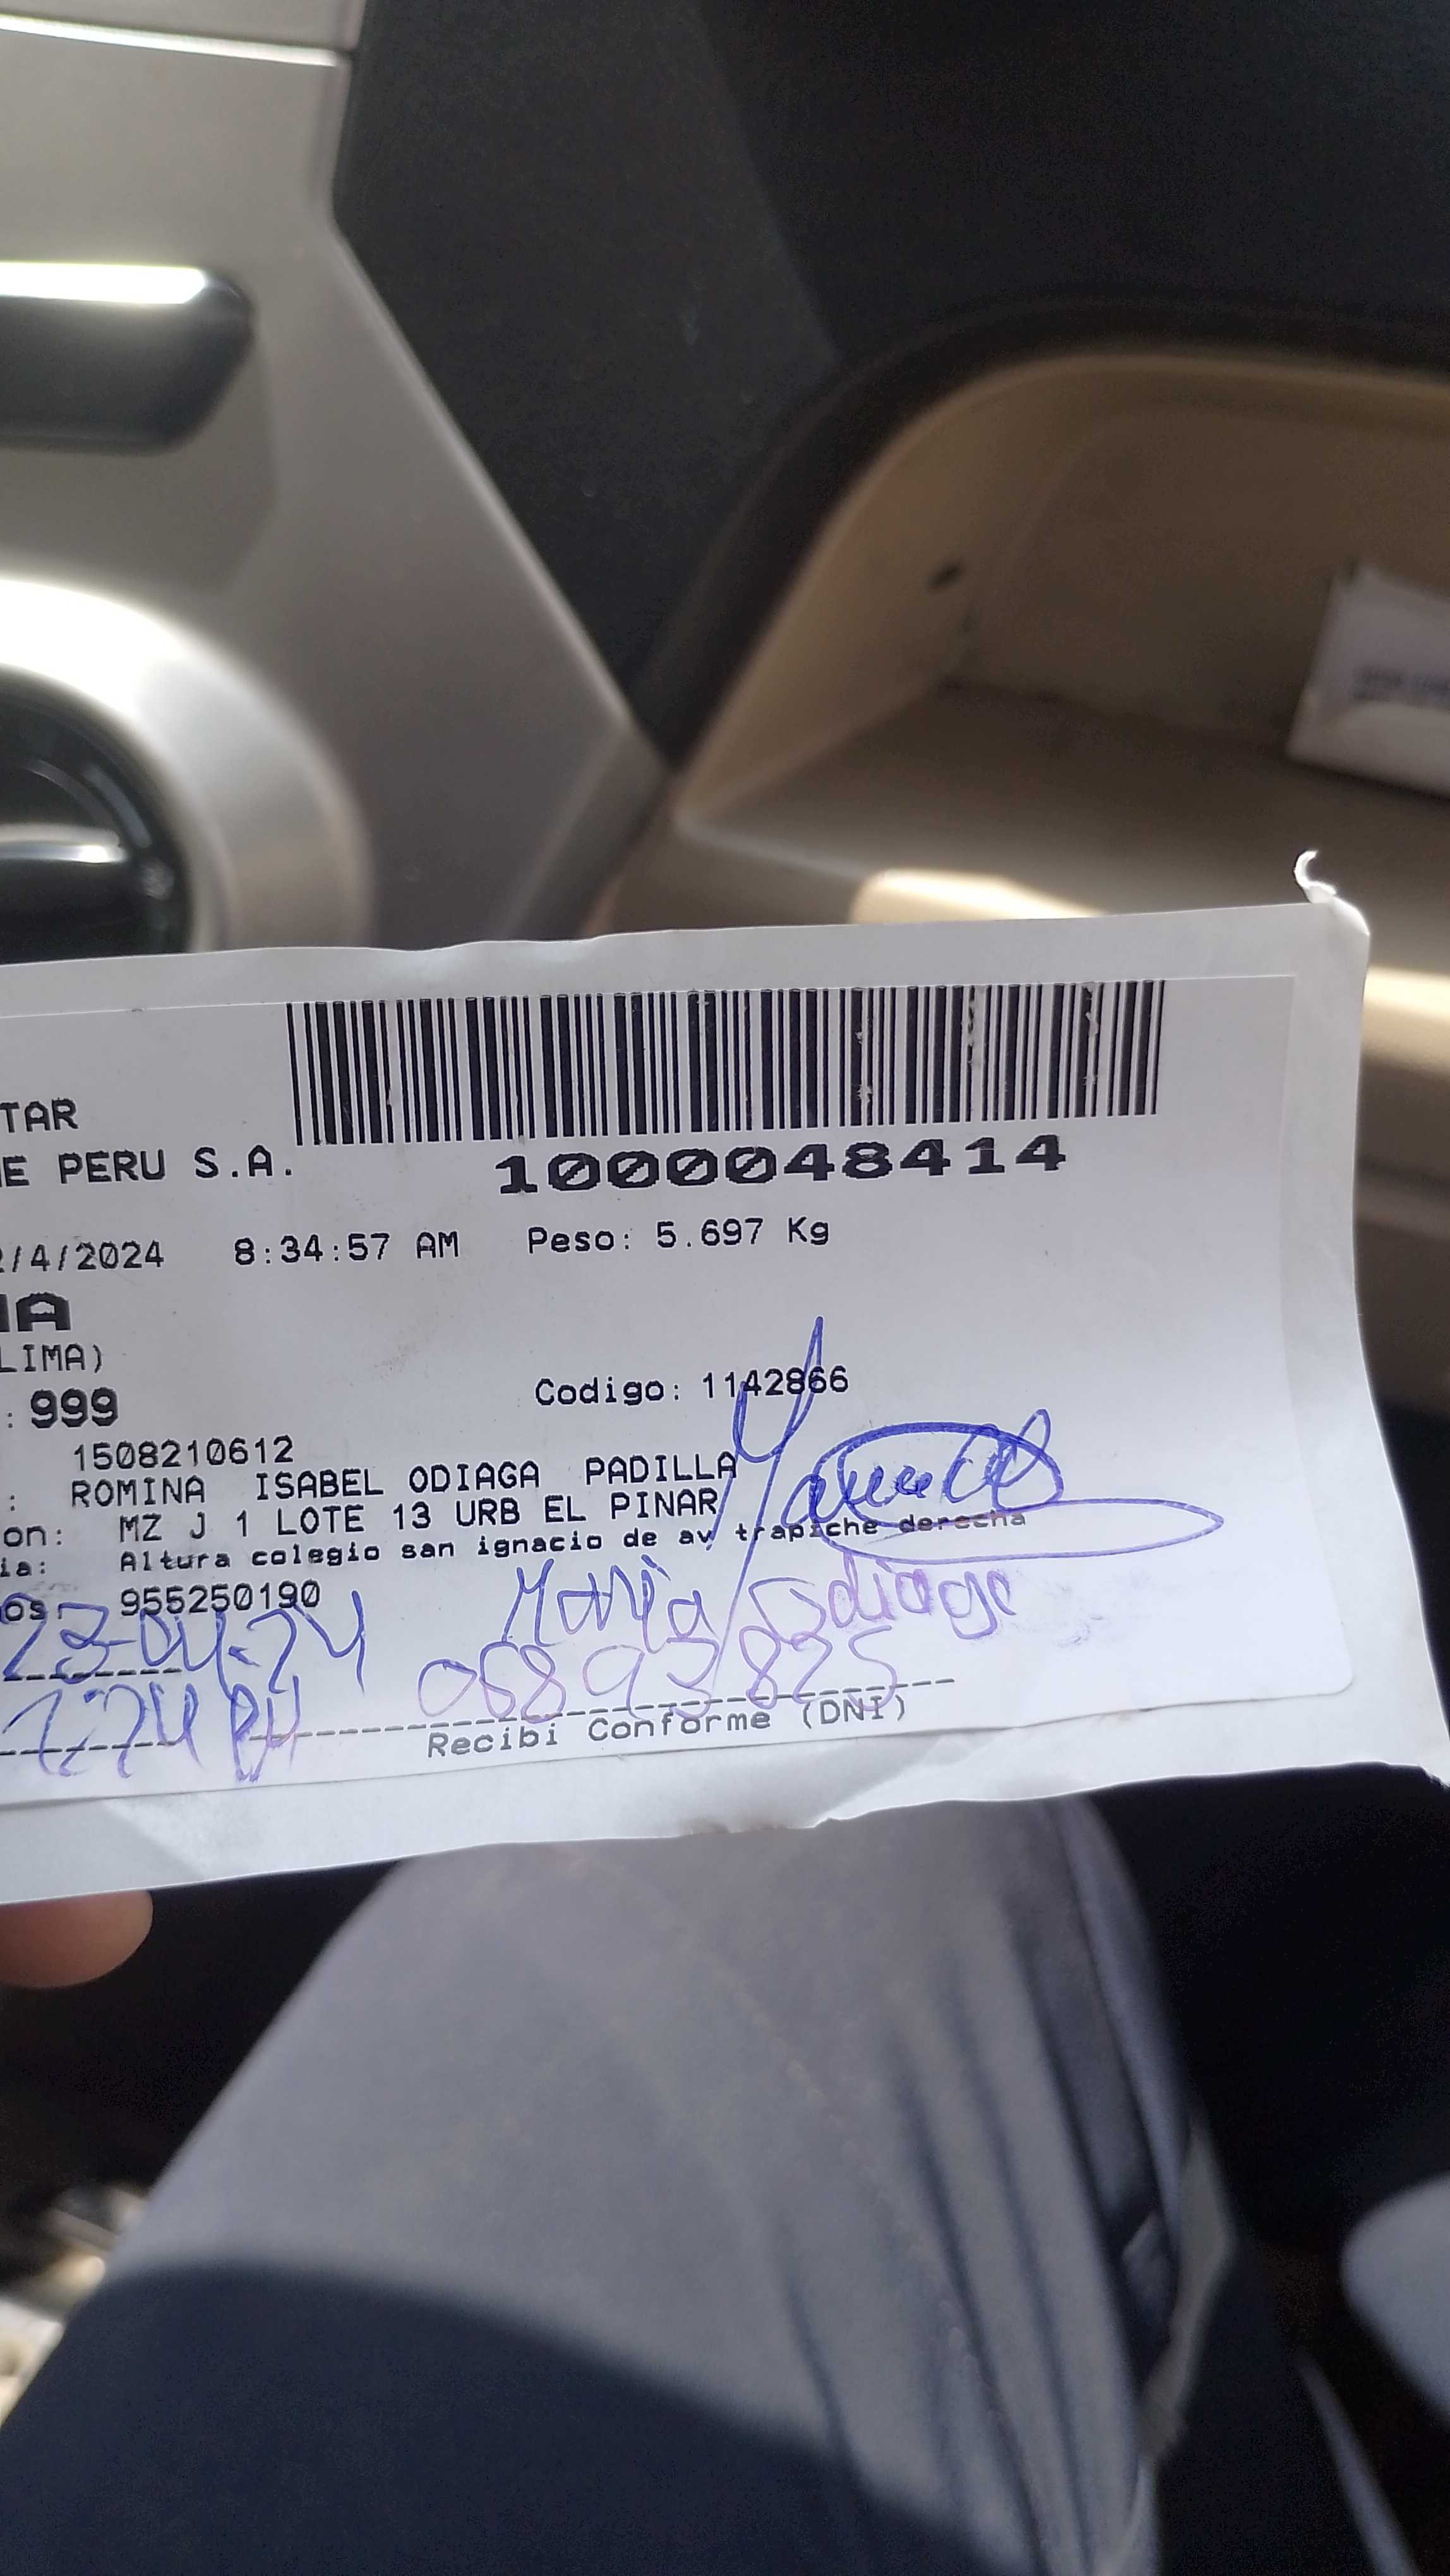 TAR
E PERU S.A.
1000048414
2/4/2024 8:34:57 AM Peso: 5.697 Kg
NA
LIMA)
: 999 Codigo: 1142866
1508210612
: ROMINA ISABEL ODIAGA PADILLA
on: MZ J 1 LOTE 13 URB EL PINAR
ia: Altura colegio san ignacio de av trapiche derecha
os: 955250190
23-04-24 Maria Odiaga
1:24 PM 06893825
Recibi Conforme (DNI)